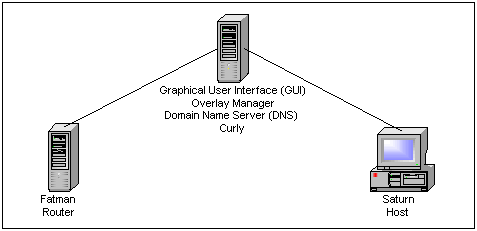 Graphical User Interface (GUI)
Overlay Manager
Domain Name Server (DNS)
Curly
Fatman
Router
Saturn
Host